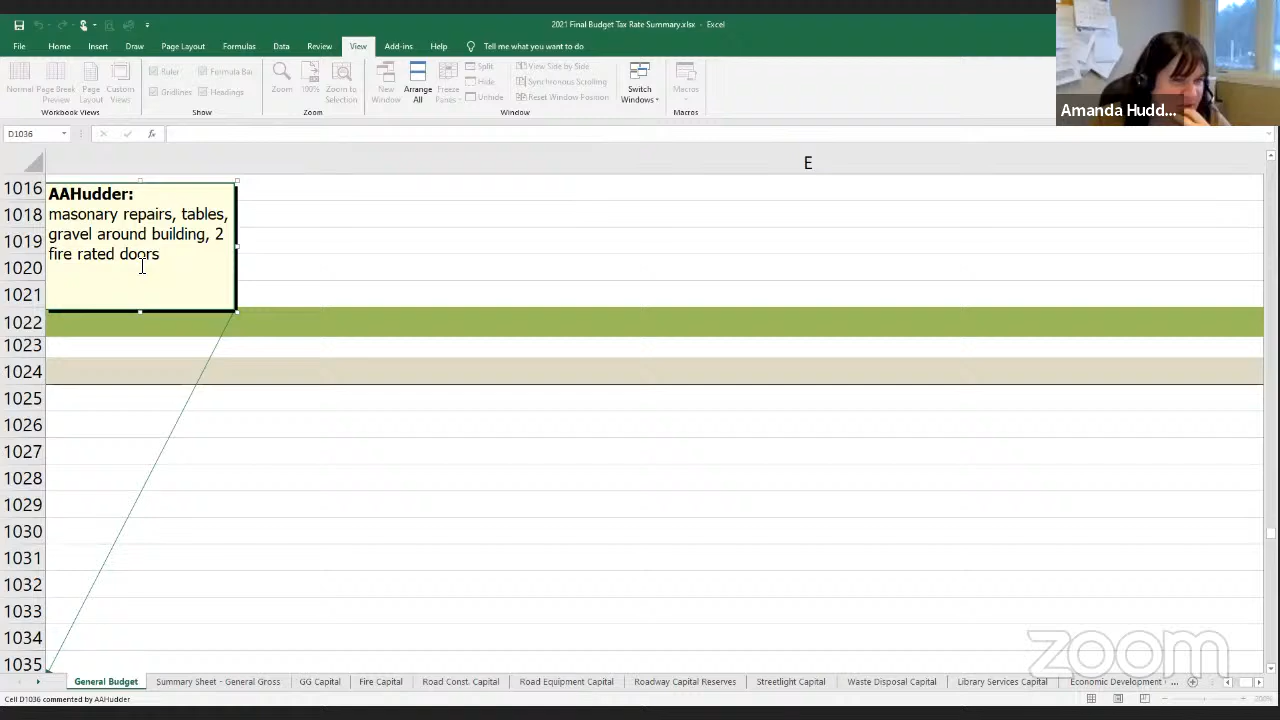 2021 Final Budget Tax Rate Summary.xlsx - Excel
File Home Insert Draw Page Layout Formulas Data Review View Add-ins Help Tell me what you want to do
Normal Page Break Preview Page Layout Custom Views
Workbook Views
Ruler Formula Bar
Gridlines Headings
Show
Zoom 100% Zoom to Selection
Zoom
New Window Arrange All Freeze Panes
Split
Hide
Unhide
View Side by Side
Synchronous Scrolling
Reset Window Position
Window
Switch Windows
Macros
Macros
Amanda Hudd...
D1036
fx
E
1016
1018
1019
1020
1021
1022
1023
1024
1025
1026
1027
1028
1029
1030
1031
1032
1033
1034
1035
AAHudder:
masonary repairs, tables,
gravel around building, 2
fire rated doors
zoom
General Budget Summary Sheet - General Gross GG Capital Fire Capital Road Const. Capital Road Equipment Capital Roadway Capital Reserves Streetlight Capital Waste Disposal Capital Library Services Capital Economic Development ...
Cell D1036 commented by AAHudder
200%